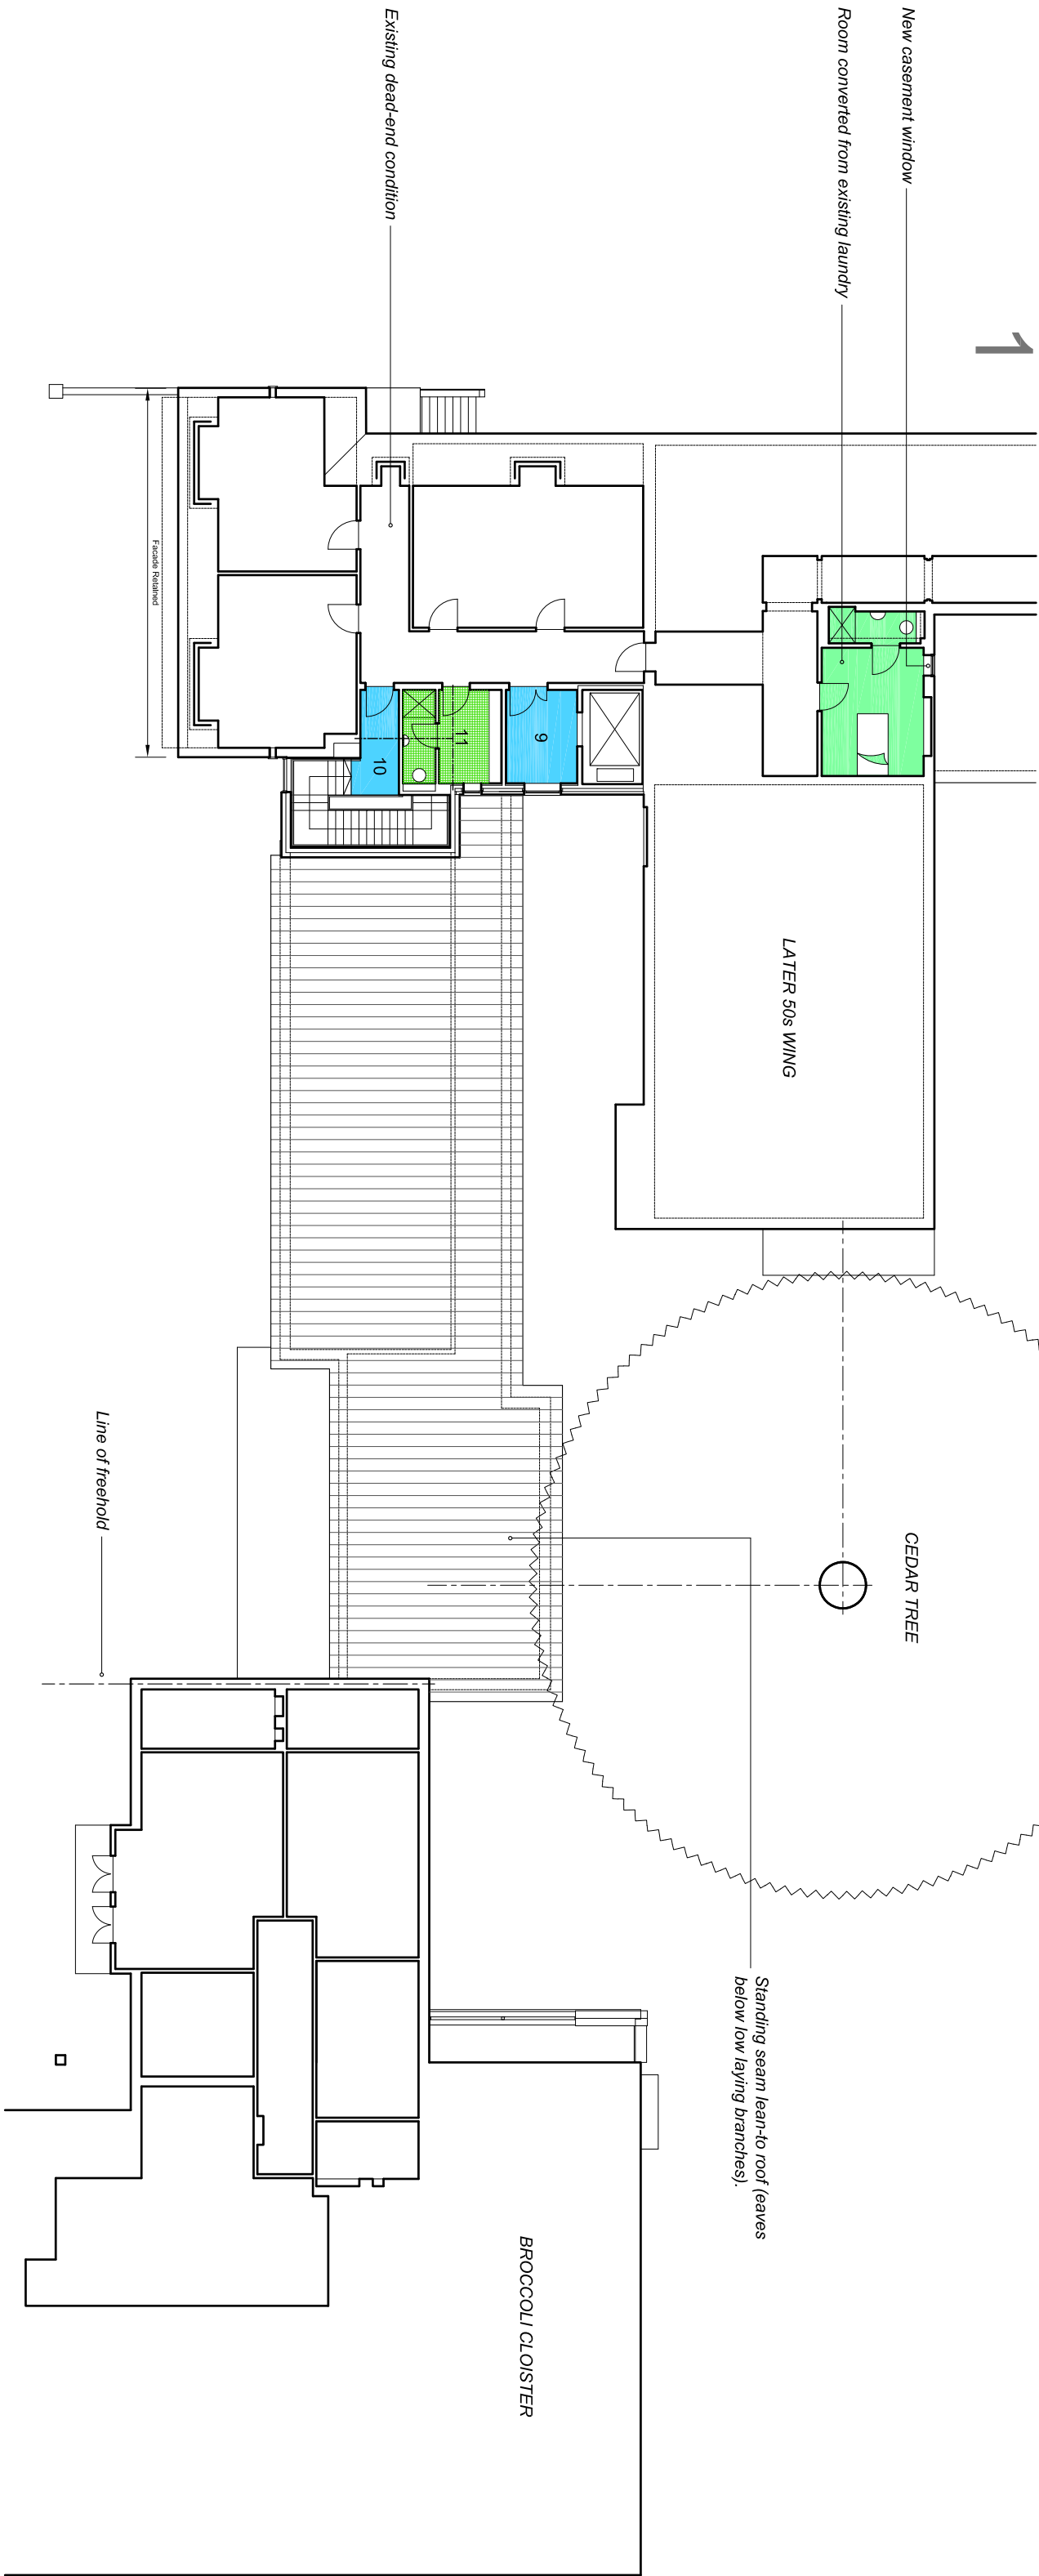 1
New casement window
Room converted from existing laundry
Existing dead-end condition
Facade Retained
9
11
10
LATER 50s WING
CEDAR TREE
Line of freehold
Standing seam lean-to roof (eaves
below low laying branches).
BROCCOLI CLOISTER